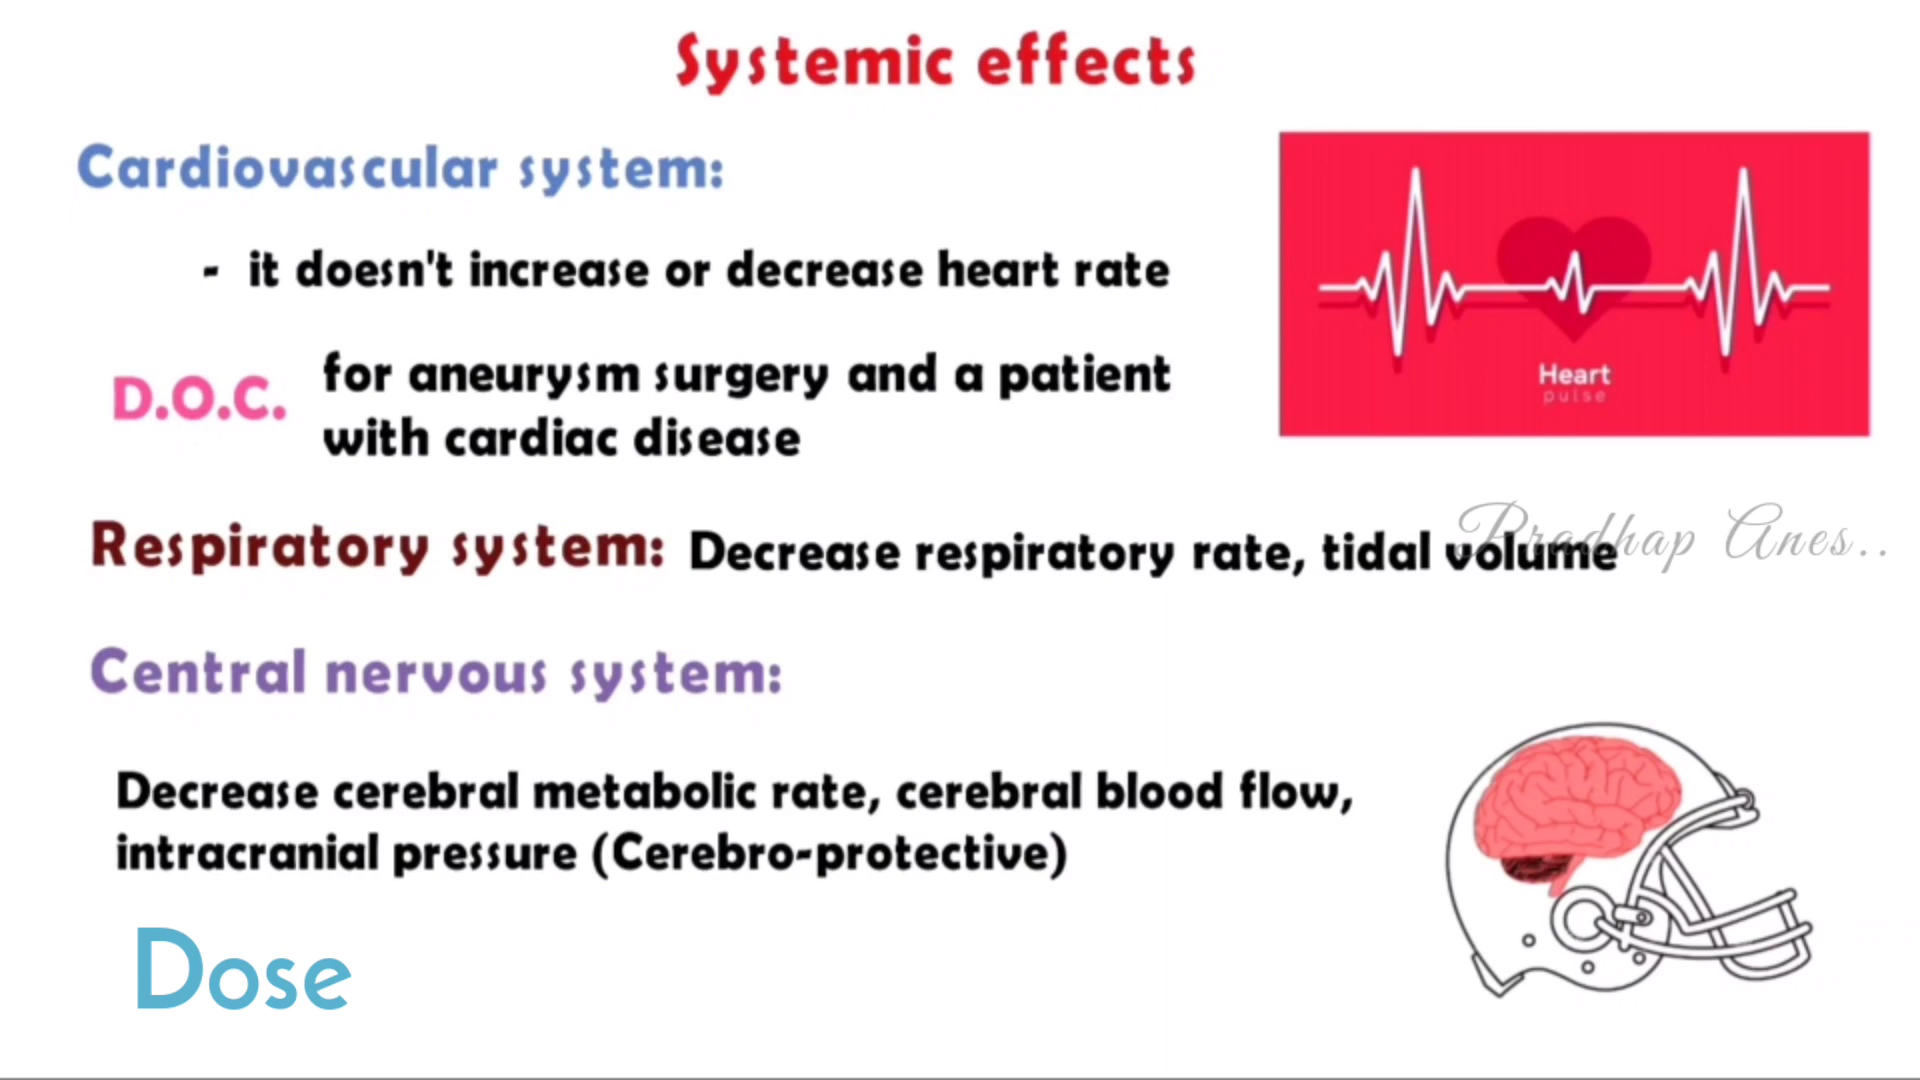 Systemic effects
Cardiovascular system:
- it doesn't increase or decrease heart rate
D.O.C. for aneurysm surgery and a patient
with cardiac disease
Heart
pulse
Respiratory system: Decrease respiratory rate, tidal volume
Pradhap Anes..
Central nervous system:
Decrease cerebral metabolic rate, cerebral blood flow,
intracranial pressure (Cerebro-protective)
Dose